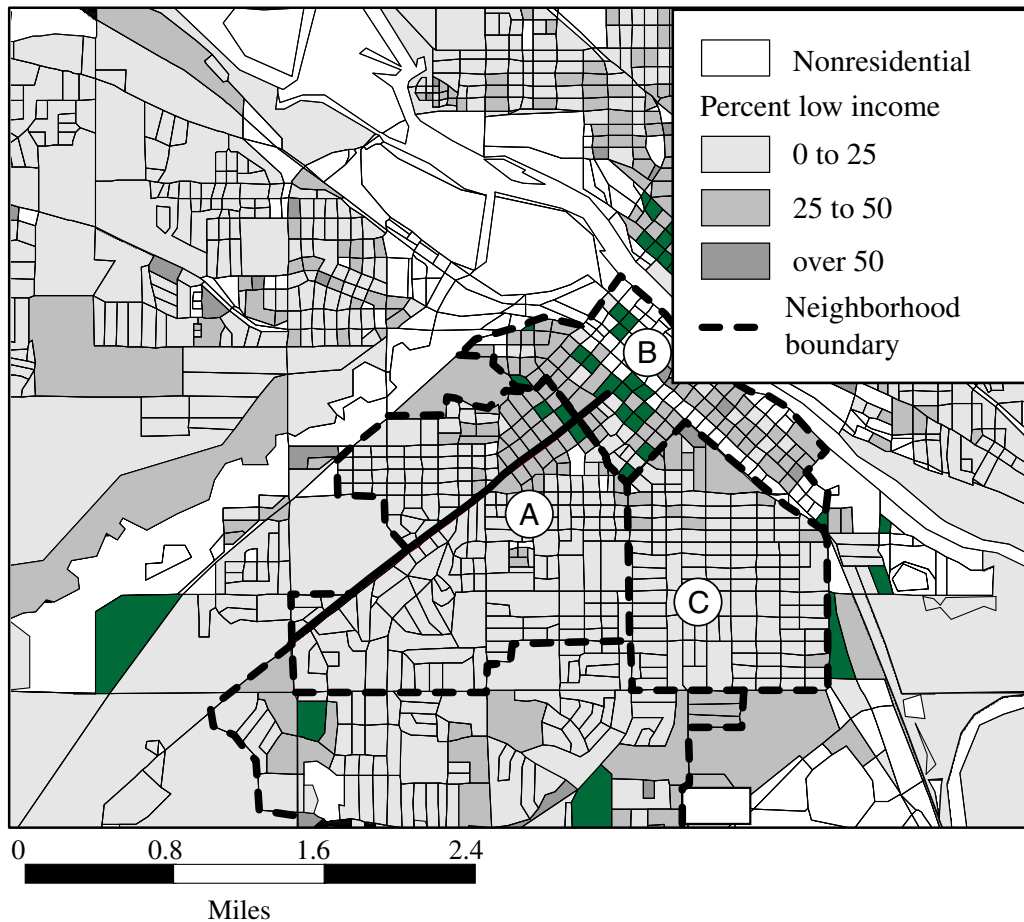 Nonresidential
Percent low income
0 to 25
25 to 50
over 50
Neighborhood
boundary
B
A
C
0 0.8 1.6 2.4
Miles